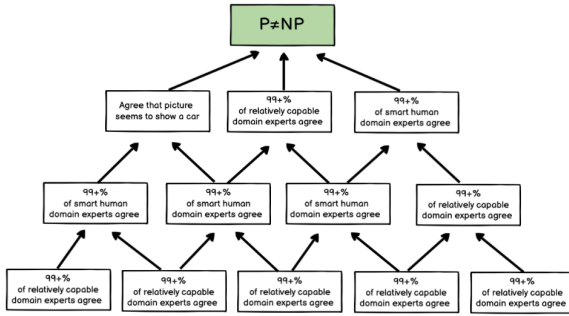 P≠NP
Agree that picture
seems to show a car
99+%
of relatively capable
domain experts agree
99+%
of smart human
domain experts agree
99+%
of smart human
domain experts agree
99+%
of smart human
domain experts agree
99+%
of smart human
domain experts agree
99+%
of relatively capable
domain experts agree
99+%
of relatively capable
domain experts agree
99+%
of relatively capable
domain experts agree
99+%
of relatively capable
domain experts agree
99+%
of relatively capable
domain experts agree
99+%
of relatively capable
domain experts agree